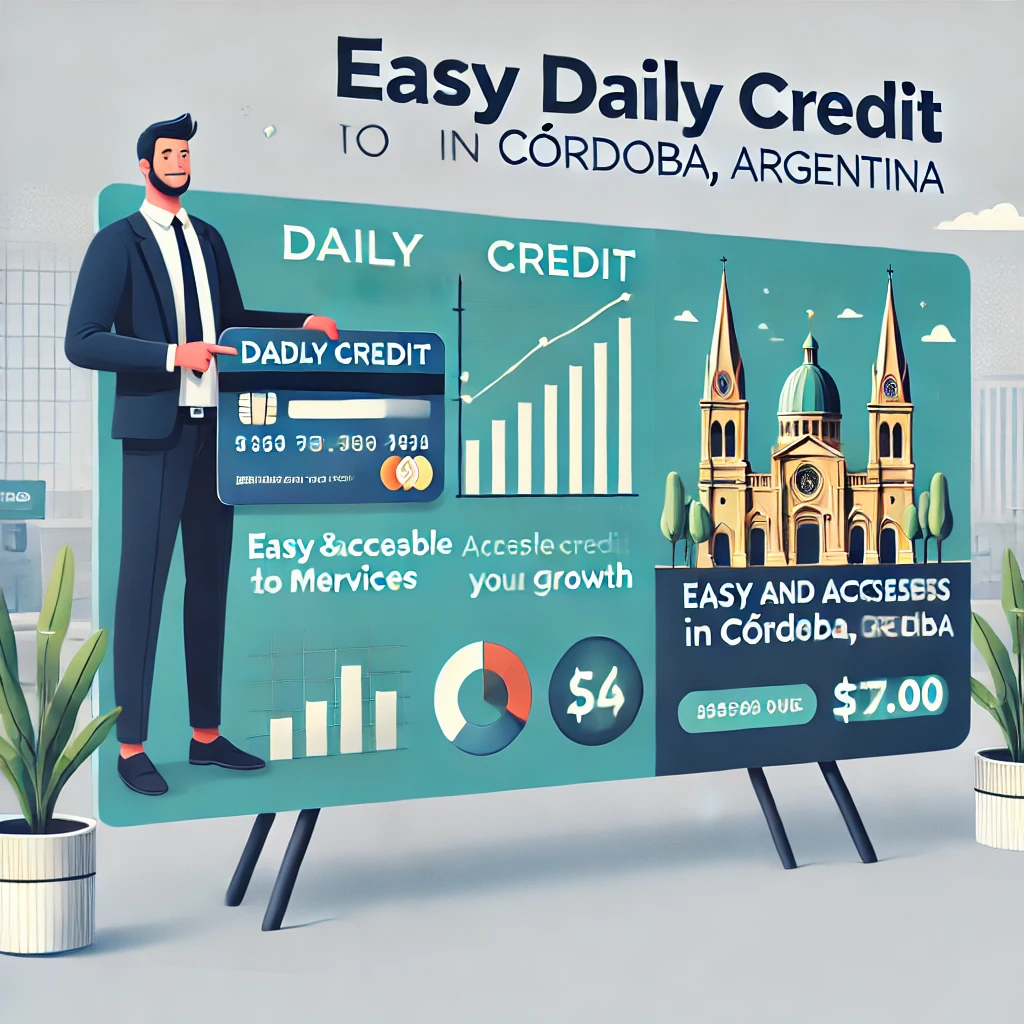 Easy Daily Credit
TO IN CÓRDOBA, ARGENTINA
DAILY CREDIT
DADLY CREDIT
Easy &acceable
to Mervices
Accesle credit
your growth
$4
EASY AND
in Córdoba,
$7.00